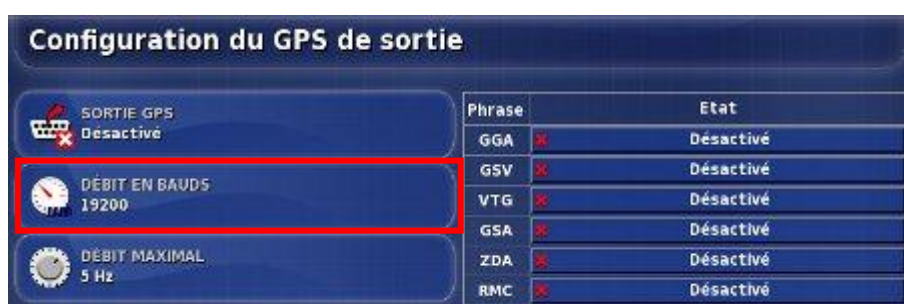 Configuration du GPS de sortie
SORTIE GPS
Désactivé
DÉBIT EN BAUDS
19200
DÉBIT MAXIMAL
5 Hz
Phrase Etat
GGA Désactivé
GSV Désactivé
VTG Désactivé
GSA Désactivé
ZDA Désactivé
RMC Désactivé